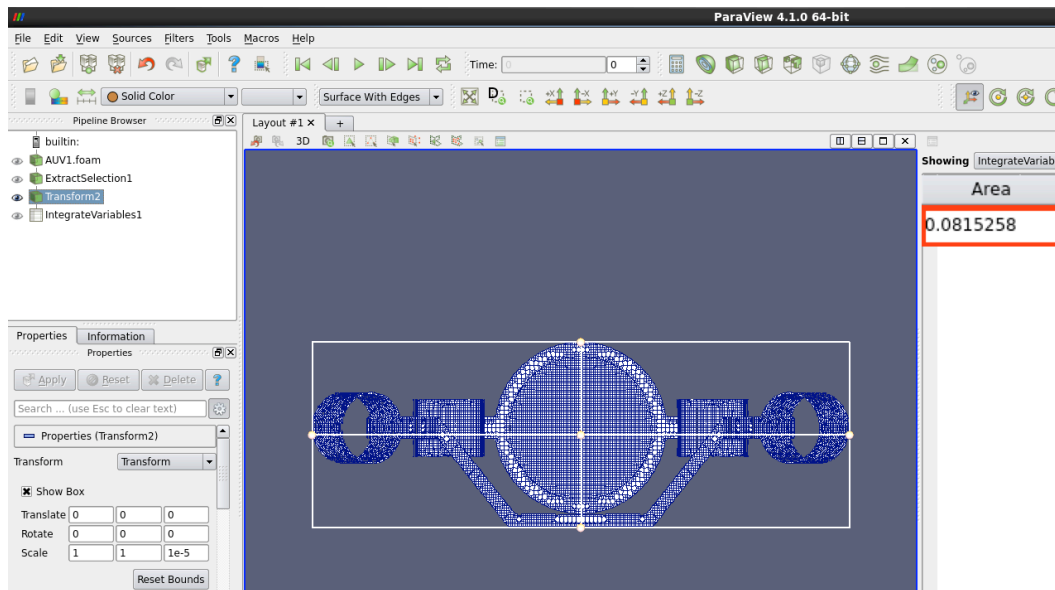 ParaView 4.1.0 64-bit
File Edit View Sources Filters Tools Macros Help
Time: 0 0
Solid Color Surface With Edges +X -X +Y -Y +Z -Z
Pipeline Browser
builtin:
AUV1.foam
ExtractSelection1
Transform2
IntegrateVariables1
Layout #1 × +
3D
Showing IntegrateVariab
Area
0.0815258
Properties Information
Properties
Apply Reset Delete ?
Search ... (use Esc to clear text)
Properties (Transform2)
Transform Transform
Show Box
Translate 0 0 0
Rotate 0 0 0
Scale 1 1 1e-5
Reset Bounds